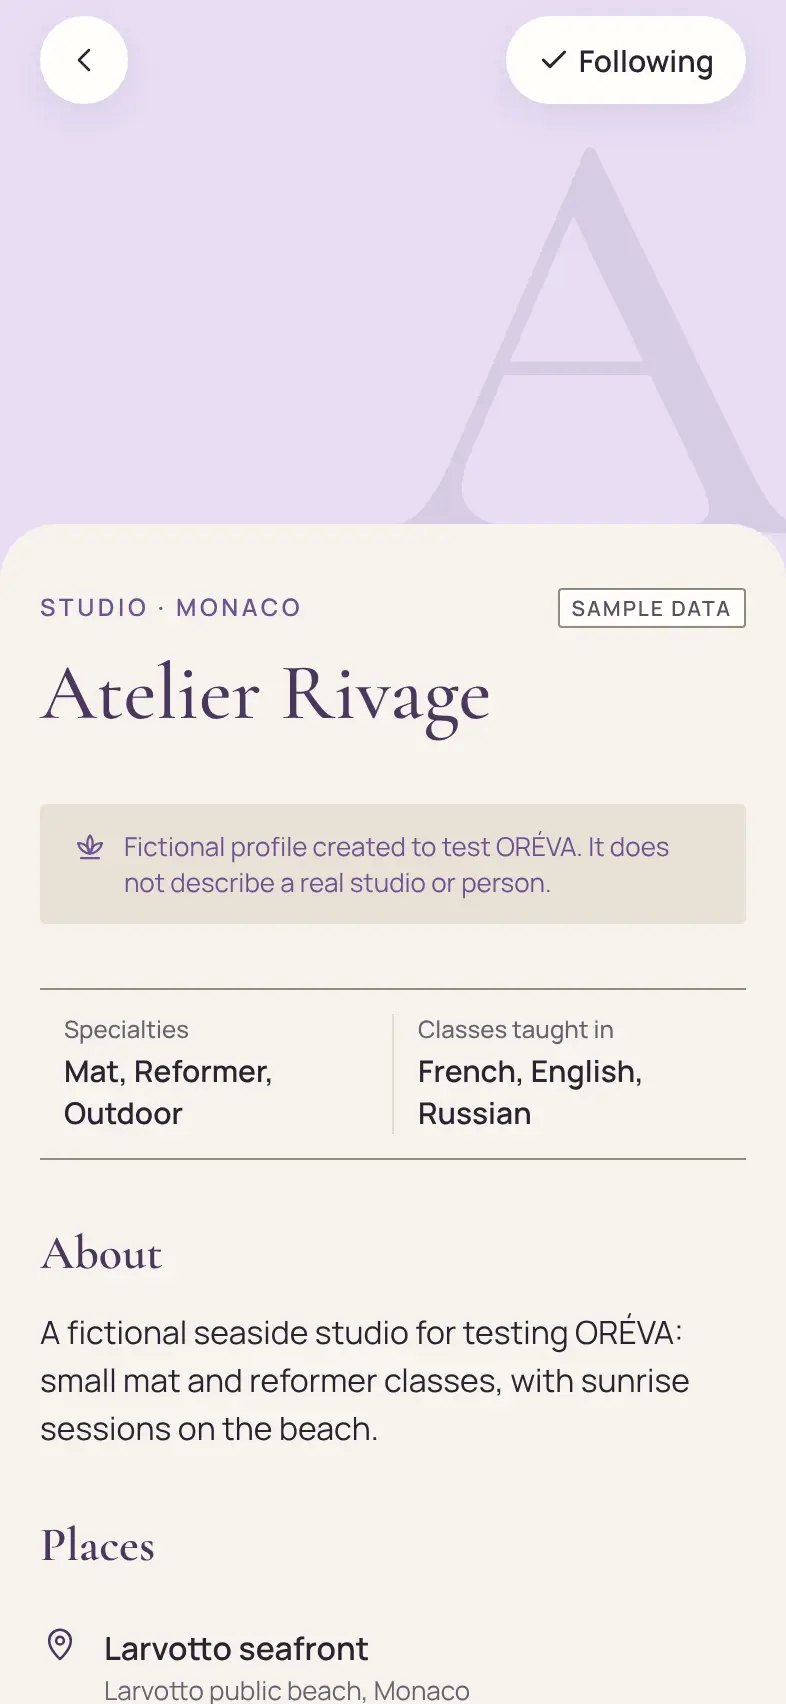 Following
A
STUDIO · MONACO
SAMPLE DATA
Atelier Rivage
Fictional profile created to test ORÉVA. It does
not describe a real studio or person.
Specialties
Mat, Reformer,
Outdoor
Classes taught in
French, English,
Russian
About
A fictional seaside studio for testing ORÉVA:
small mat and reformer classes, with sunrise
sessions on the beach.
Places
Larvotto seafront
Larvotto public beach, Monaco